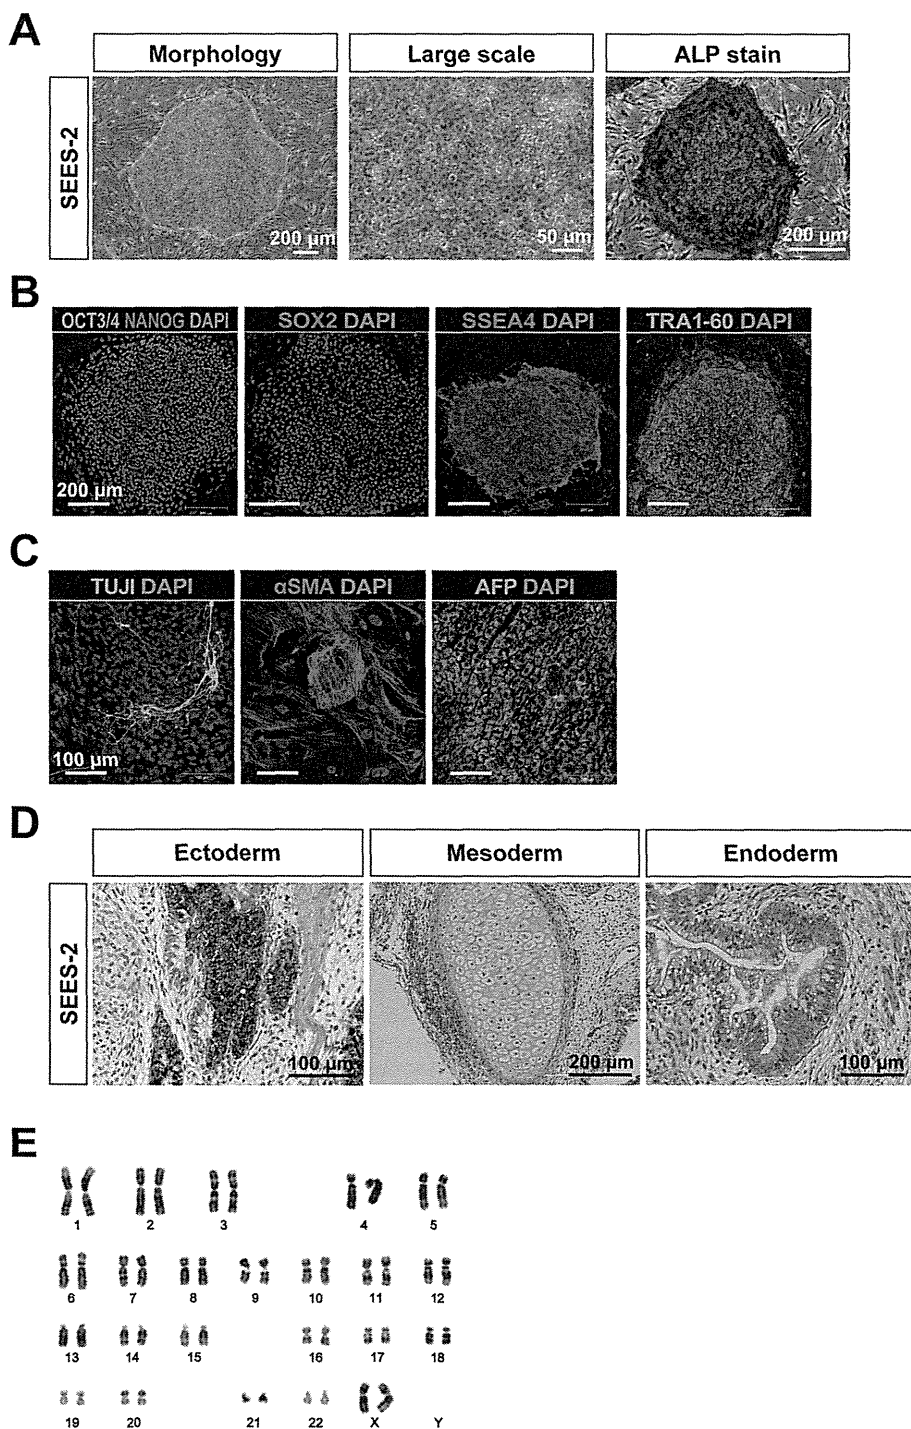 A
Morphology
Large scale
ALP stain
SEES-2
200 µm
50 µm
200 µm
B
OCT3/4 NANOG DAPI
SOX2 DAPI
SSEA4 DAPI
TRA1-60 DAPI
200 µm
C
TUJI DAPI
αSMA DAPI
AFP DAPI
100 µm
D
Ectoderm
Mesoderm
Endoderm
SEES-2
100 µm
200 µm
100 µm
E
1 2 3 4 5
6 7 8 9 10 11 12
13 14 15 16 17 18
19 20 21 22 X Y